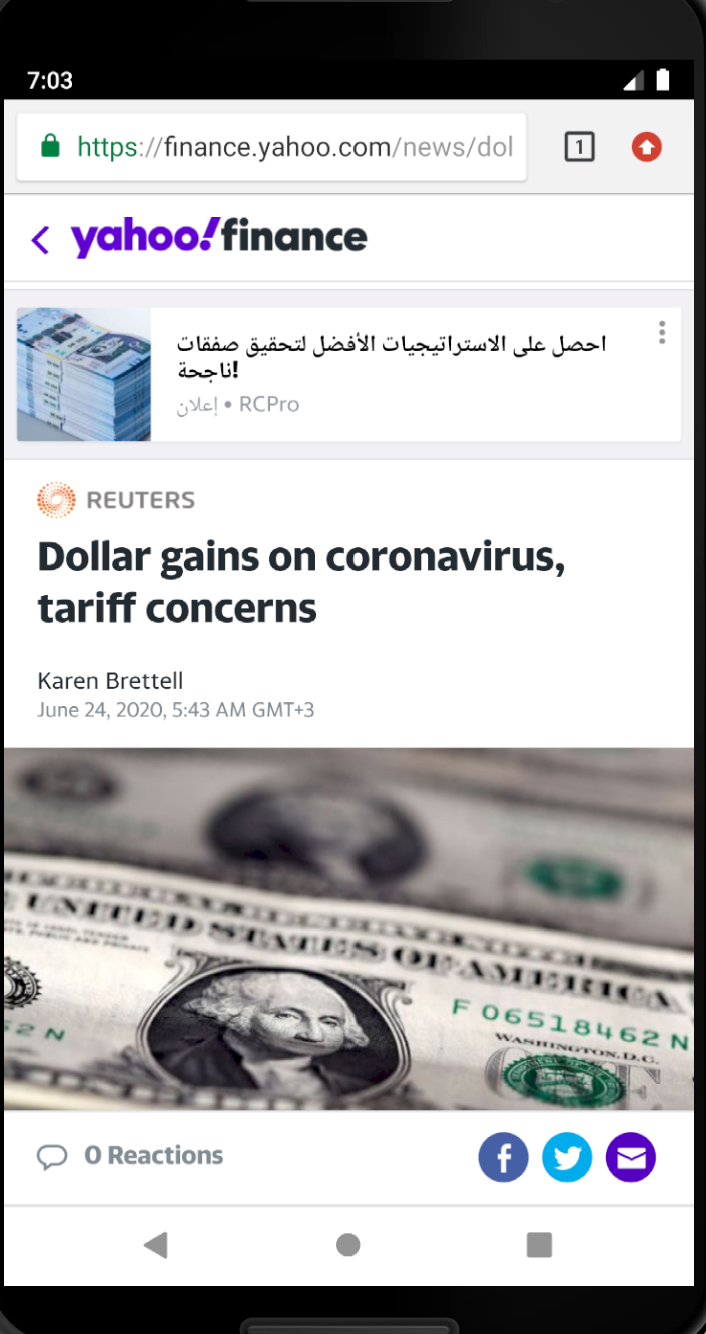 7:03
https://finance.yahoo.com/news/dol
1
yahoo!finance
احصل على الاستراتيجيات الأفضل لتحقيق صفقات
ناجحة!
إعلان • RCPro
REUTERS
Dollar gains on coronavirus,
tariff concerns
Karen Brettell
June 24, 2020, 5:43 AM GMT+3
UNITED STATES OF AMERICA
F 06518462 N
WASHINGTON, D.C.
52 N
0 Reactions